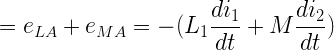 = e_{LA} + e_{MA} = -(L_1 \frac{di_1}{dt} + M \frac{di_2}{dt})